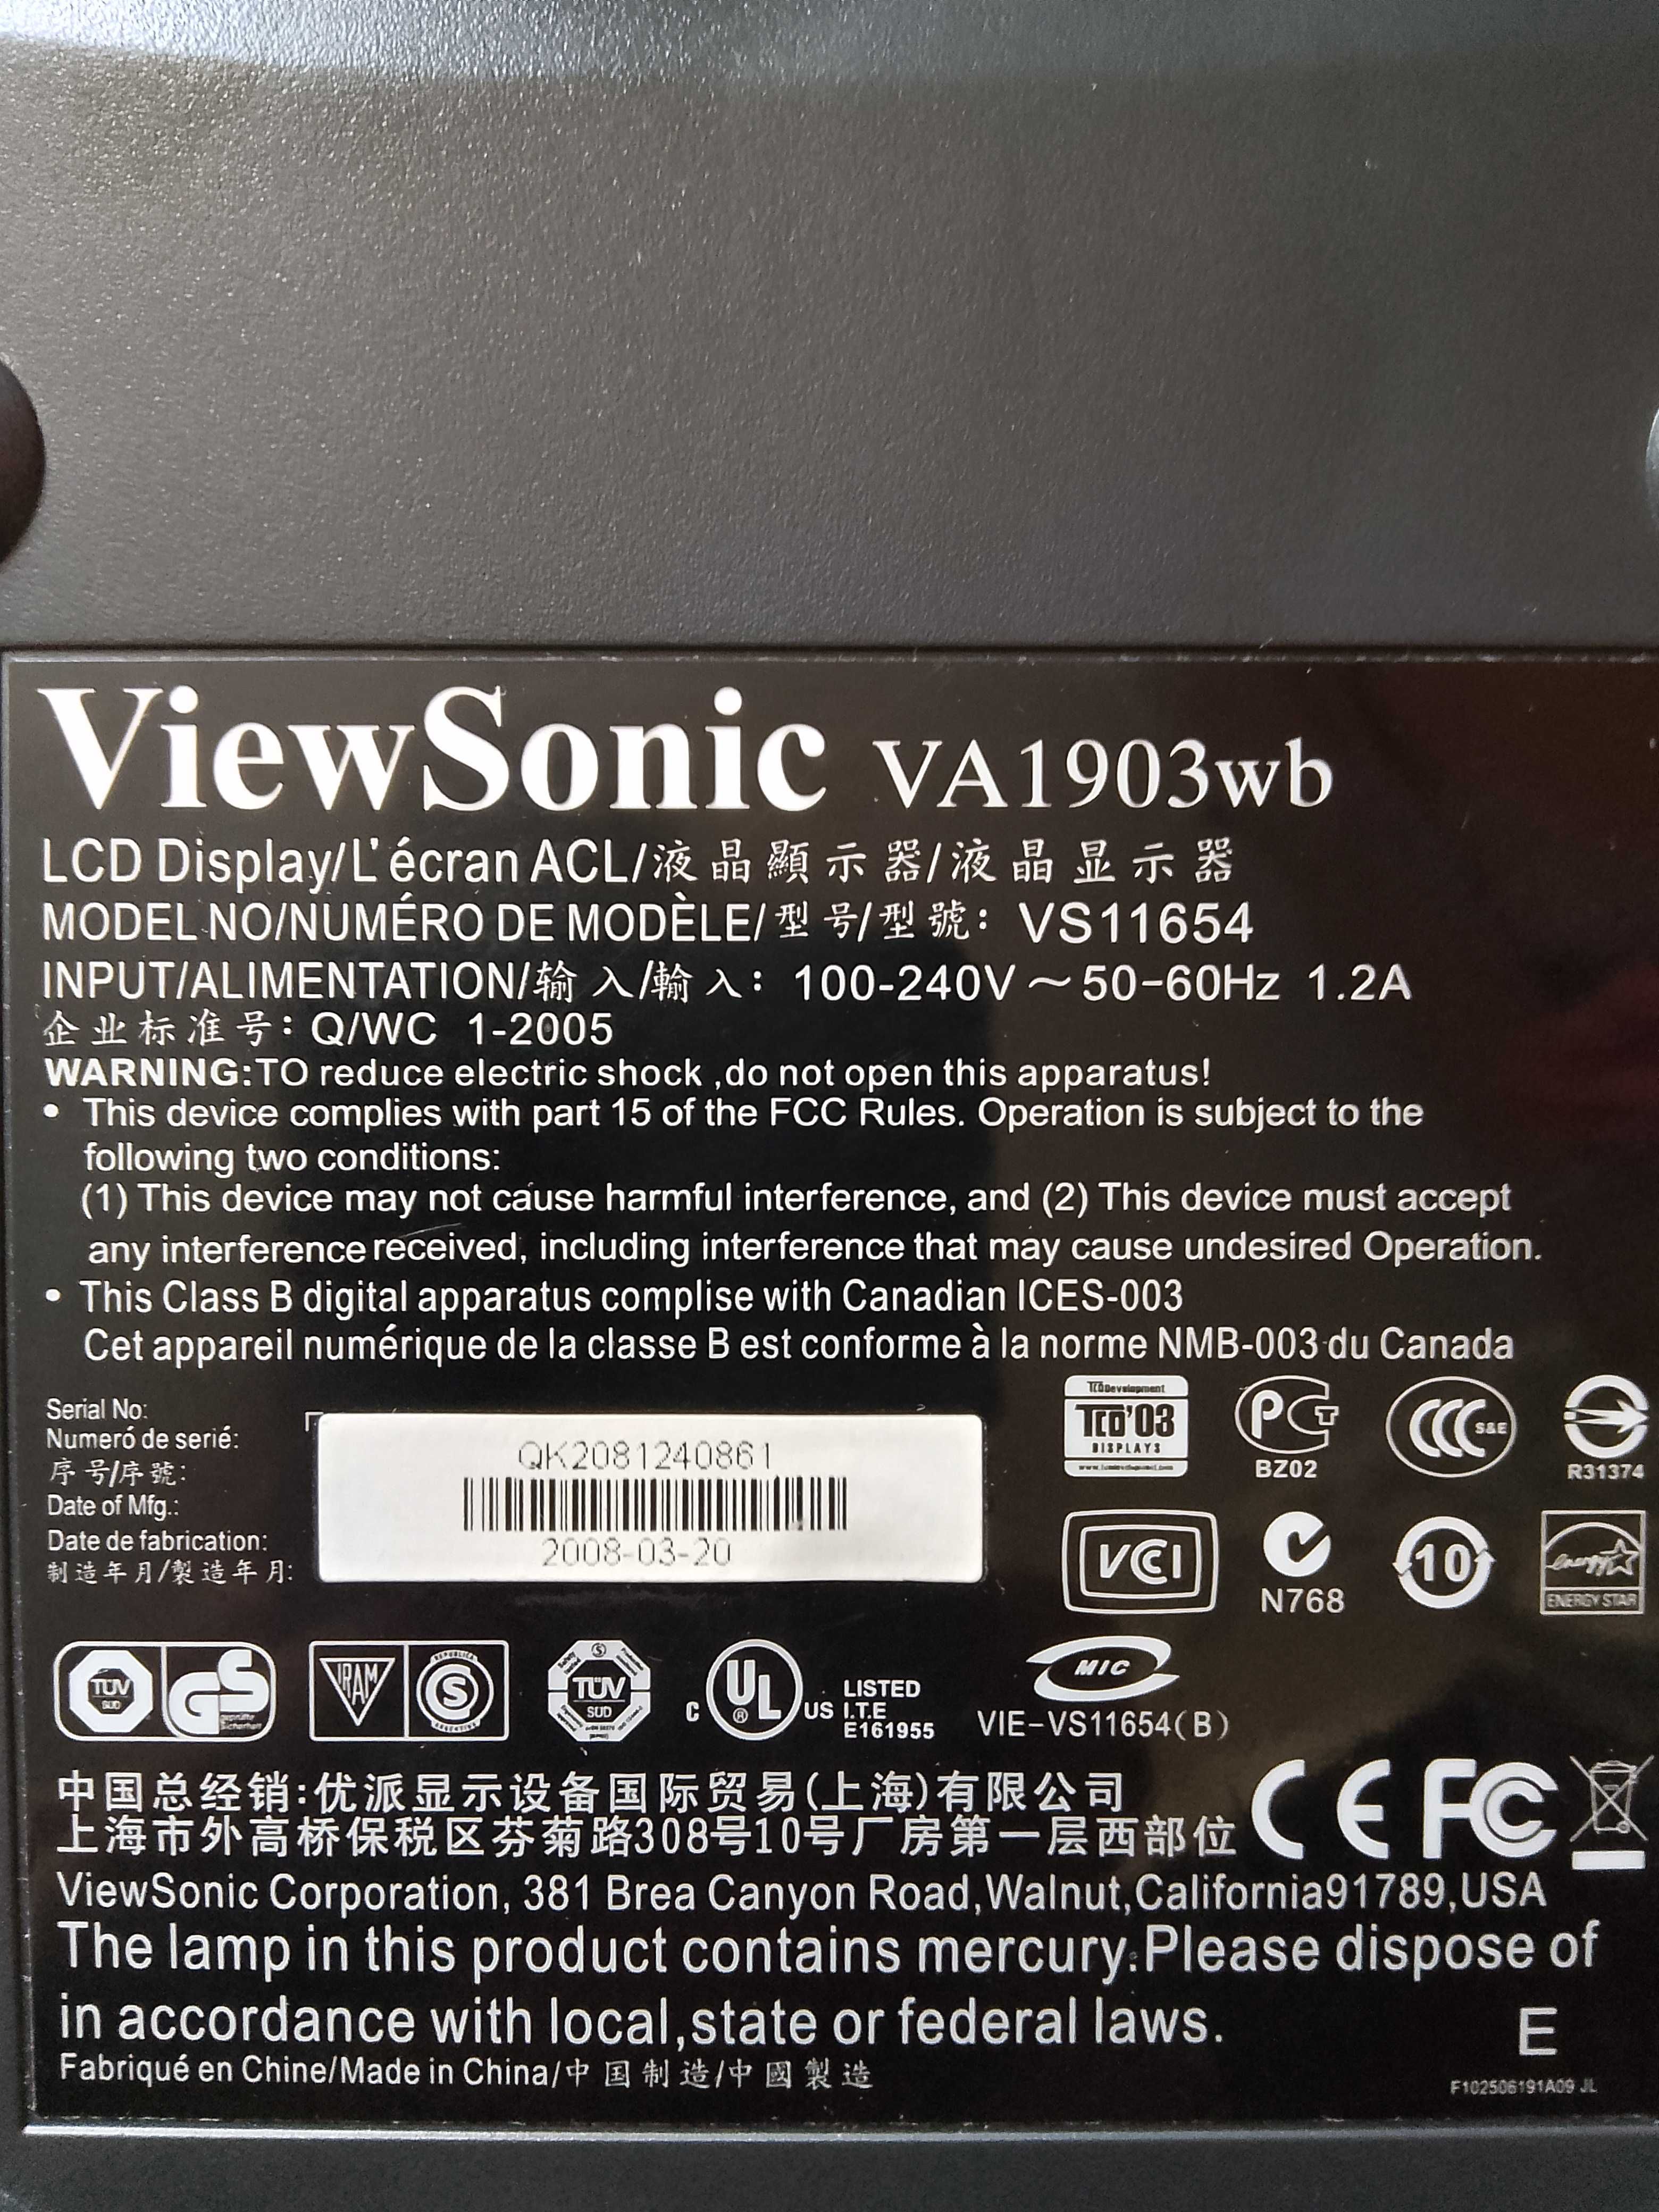 ViewSonic VA1903wb
LCD Display/L'écran ACL/液晶顯示器/液晶显示器
MODEL NO/NUMÉRO DE MODÈLE/型号/型號: VS11654
INPUT/ALIMENTATION/输入/輸入: 100-240V ~ 50-60Hz 1.2A
企业标准号: Q/WC 1-2005
WARNING:TO reduce electric shock ,do not open this apparatus!
• This device complies with part 15 of the FCC Rules. Operation is subject to the
following two conditions:
(1) This device may not cause harmful interference, and (2) This device must accept
any interference received, including interference that may cause undesired Operation.
• This Class B digital apparatus complise with Canadian ICES-003
Cet appareil numérique de la classe B est conforme à la norme NMB-003 du Canada
Serial No:
Numeró de serié:
序号/序號:
Date of Mfg.:
Date de fabrication:
制造年月/製造年月:
QK2081240861
2008-03-20
TCO Development
TCO'03
DISPLAYS
PCT
BZ02
CCC S&E
R31374
VCCI
N768
10
energy
ENERGY STAR
TÜV
SÜD
GS
geprüfte
Sicherheit
IRAM
REPUBLICA
S
ARGENTINA
TÜV
SÜD
C UL ® US
LISTED
I.T.E
E161955
MIC
VIE-VS11654(B)
中国总经销:优派显示设备国际贸易(上海)有限公司
上海市外高桥保税区芬菊路308号10号厂房第一层西部位
CE FC
ViewSonic Corporation, 381 Brea Canyon Road,Walnut,California91789,USA
The lamp in this product contains mercury.Please dispose of
in accordance with local,state or federal laws.
E
Fabriqué en Chine/Made in China/中国制造/中國製造
F102506191A09 JL